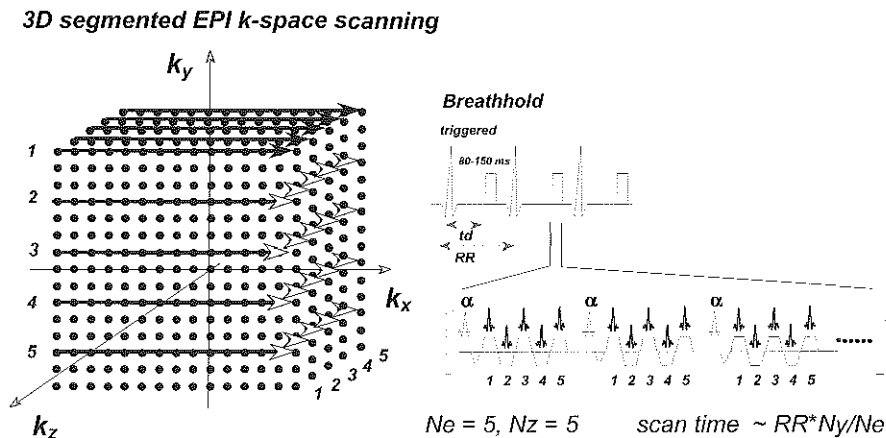 3D segmented EPI k-space scanning
ky
1
2
3
4
5
kx
kz
1 2 3 4 5
Breathhold
triggered
80-150 ms
td
RR
α α α
1 2 3 4 5 1 2 3 4 5 1 2 3 4 5
Ne = 5, Nz = 5 scan time ~ RR*Ny/Ne